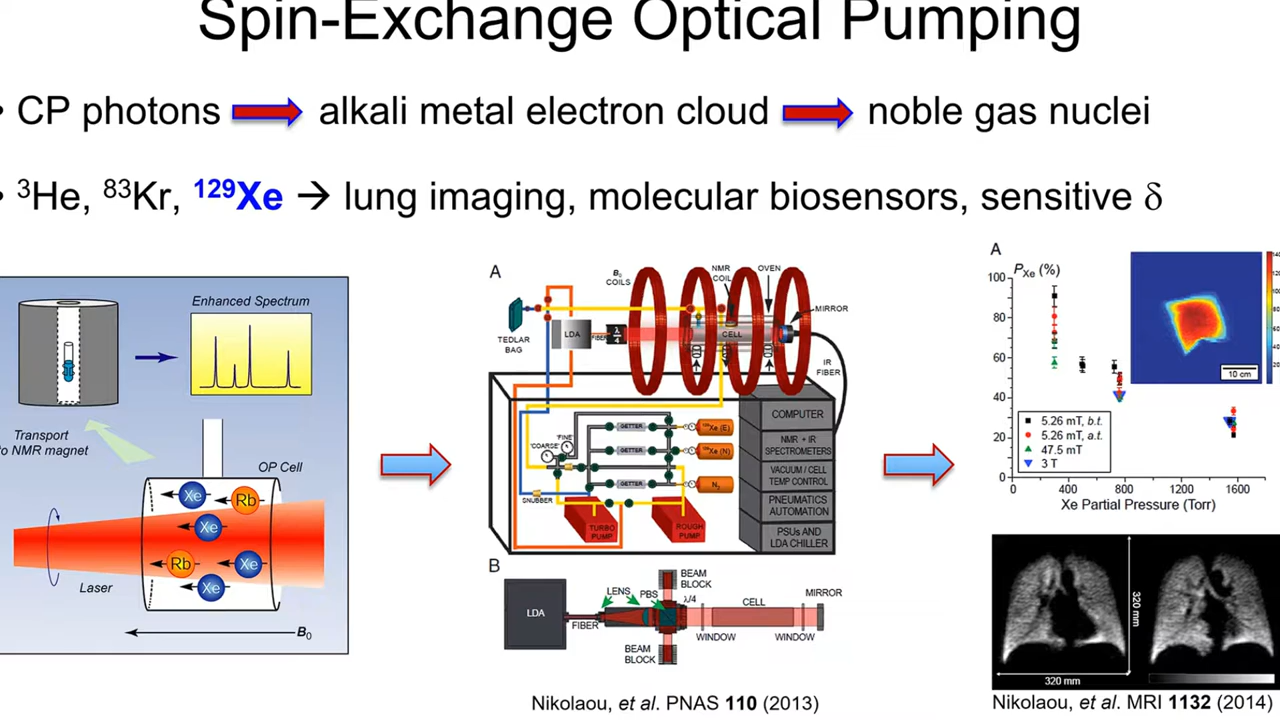 Spin-Exchange Optical Pumping
• CP photons alkali metal electron cloud noble gas nuclei
• ³He, ⁸³Kr, ¹²⁹Xe → lung imaging, molecular biosensors, sensitive δ
Enhanced Spectrum
Transport
to NMR magnet
OP Cell
Xe
Rb
Xe
Rb
Xe
Xe
Laser
B₀
A
B₀
COILS
NMR
COIL
OVEN
MIRROR
TEDLAR
BAG
LDA
FIBER
CELL
IR
FIBER
COMPUTER
NMR + IR
SPECTROMETERS
VACUUM / CELL
TEMP CONTROL
PNEUMATICS
AUTOMATION
PSUs AND
LDA CHILLER
"COARSE"
"FINE"
GETTER
GETTER
GETTER
¹²⁹Xe (E)
¹²⁹Xe (N)
N₂
SNUBBER
TURBO
PUMP
ROUGH
PUMP
B
LDA
FIBER
LENS
PBS
BEAM
BLOCK
λ/4
CELL
MIRROR
WINDOW
WINDOW
BEAM
BLOCK
Nikolaou, et al. PNAS 110 (2013)
A
P_Xe (%)
100
80
60
40
20
0
0
400
800
1200
1600
Xe Partial Pressure (Torr)
5.26 mT, b.t.
5.26 mT, a.t.
47.5 mT
3 T
10 cm
320 mm
320 mm
Nikolaou, et al. MRI 1132 (2014)